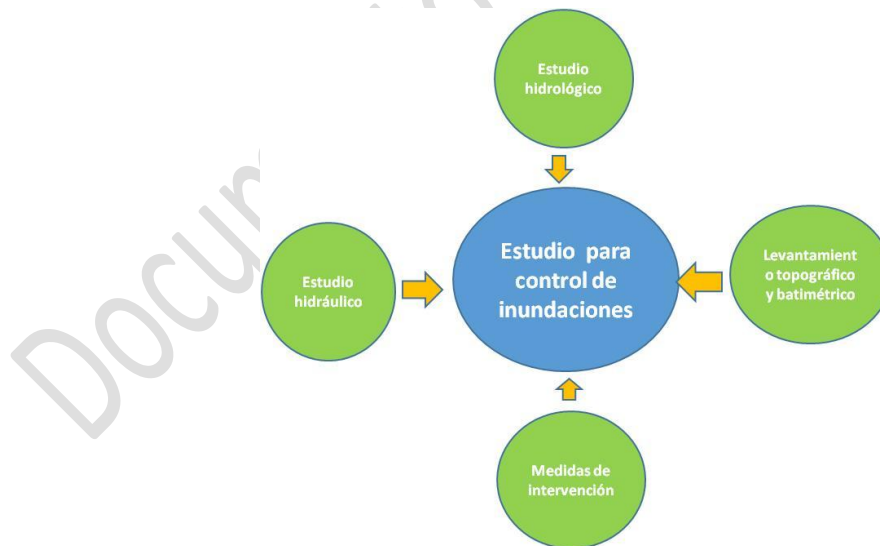 Estudio
hidrológico
Estudio para
control de
inundaciones
Levantamient
o topográfico
y batimétrico
Estudio
hidráulico
Medidas de
intervención